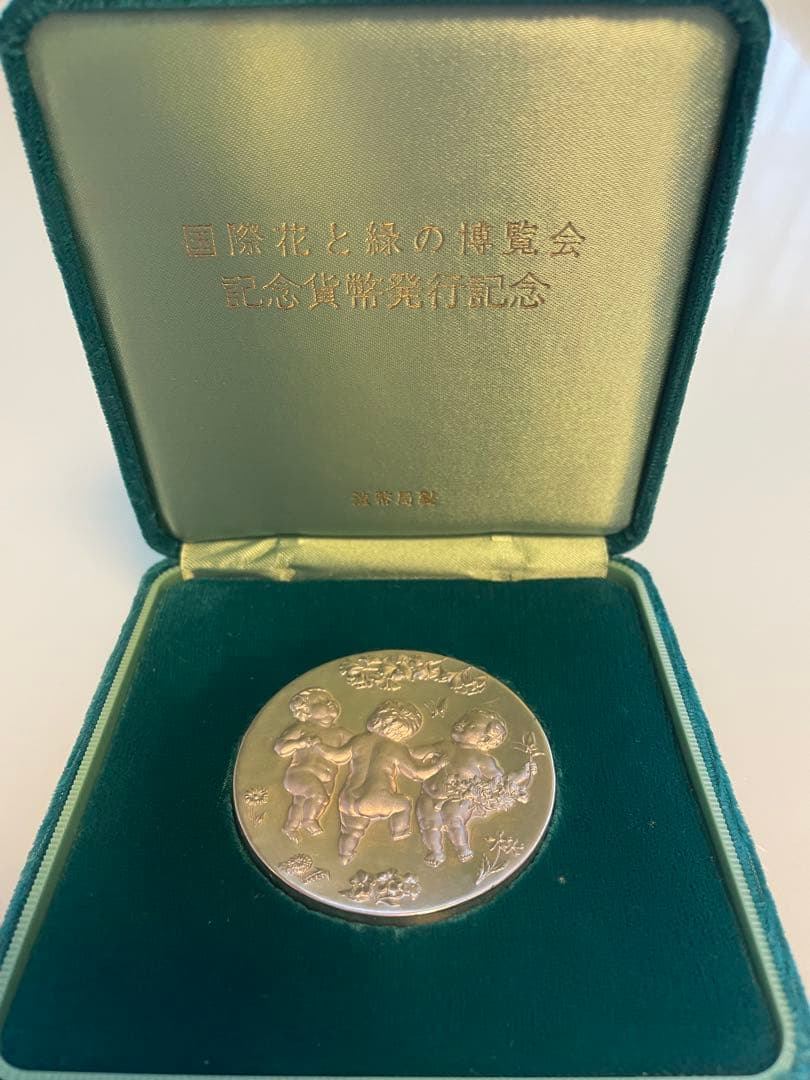 国際花と緑の博覧会
記念貨幣発行記念
造幣局製